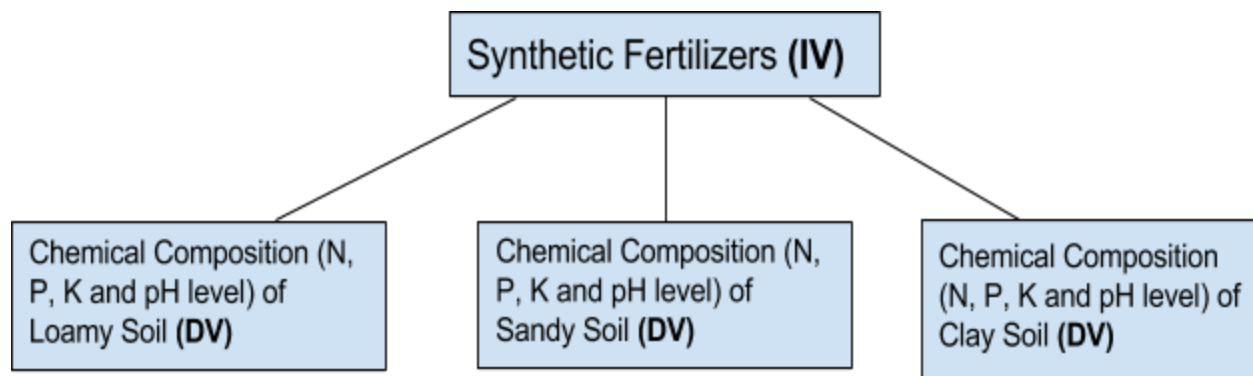 Synthetic Fertilizers (IV)
Chemical Composition (N,
P, K and pH level) of
Loamy Soil (DV)
Chemical Composition (N,
P, K and pH level) of
Sandy Soil (DV)
Chemical Composition
(N, P, K and pH level) of
Clay Soil (DV)